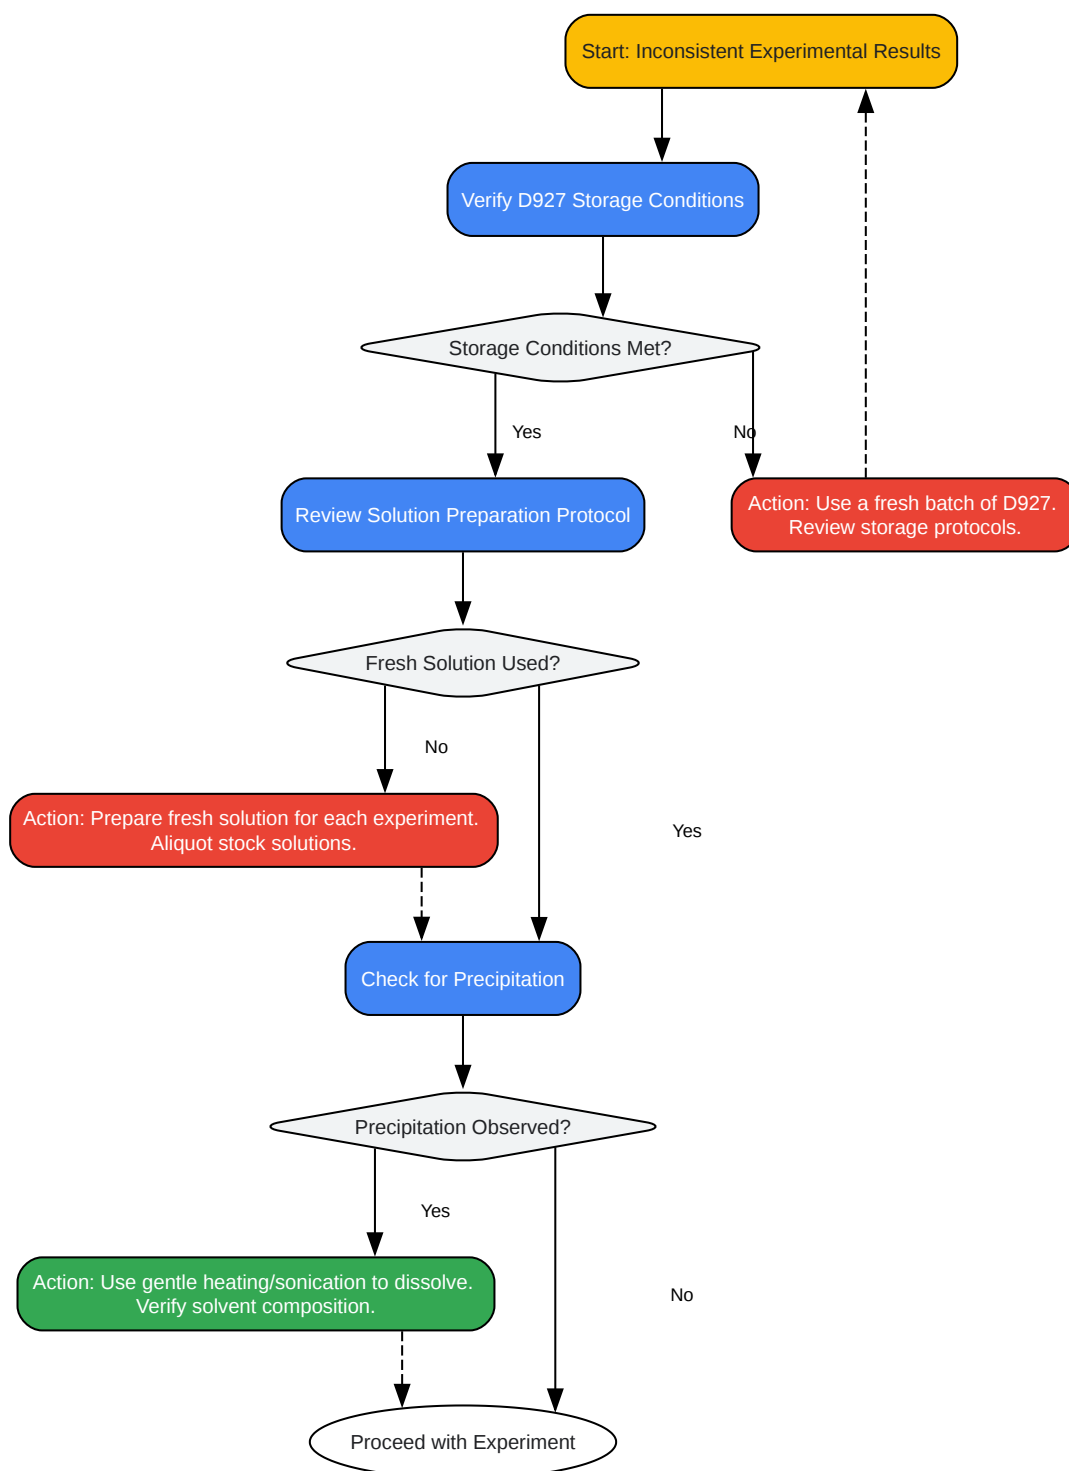 Start: Inconsistent Experimental Results
Verify D927 Storage Conditions
Storage Conditions Met?
Yes
No
Review Solution Preparation Protocol
Action: Use a fresh batch of D927.
Review storage protocols.
Fresh Solution Used?
No
Action: Prepare fresh solution for each experiment.
Aliquot stock solutions.
Yes
Check for Precipitation
Precipitation Observed?
Yes
Action: Use gentle heating/sonication to dissolve.
Verify solvent composition.
No
Proceed with Experiment